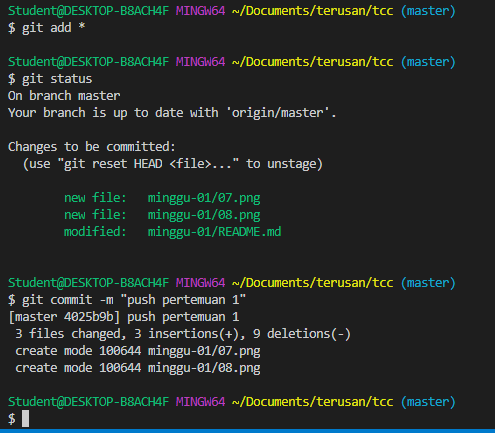 Student@DESKTOP-B8ACH4F MINGW64 ~/Documents/terusan/tcc (master)
$ git add *

Student@DESKTOP-B8ACH4F MINGW64 ~/Documents/terusan/tcc (master)
$ git status
On branch master
Your branch is up to date with 'origin/master'.

Changes to be committed:
  (use "git reset HEAD <file>..." to unstage)

        new file:   minggu-01/07.png
        new file:   minggu-01/08.png
        modified:   minggu-01/README.md


Student@DESKTOP-B8ACH4F MINGW64 ~/Documents/terusan/tcc (master)
$ git commit -m "push pertemuan 1"
[master 4025b9b] push pertemuan 1
 3 files changed, 3 insertions(+), 9 deletions(-)
 create mode 100644 minggu-01/07.png
 create mode 100644 minggu-01/08.png

Student@DESKTOP-B8ACH4F MINGW64 ~/Documents/terusan/tcc (master)
$